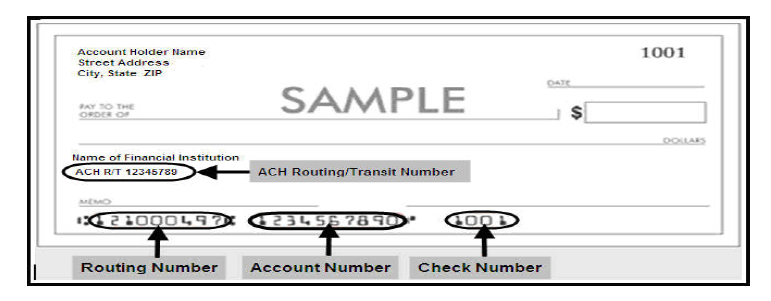 Account Holder Name
1001
Street Address
City, State ZIP
SAMPLE
DATE
PAY TO THE
ORDER OF
$
DOLLARS
Name of Financial Institution
ACH R/T 12345789
ACH Routing/Transit Number
MEMO
⑆121000497⑆ 1234567890⑈ 1001
Routing Number
Account Number
Check Number